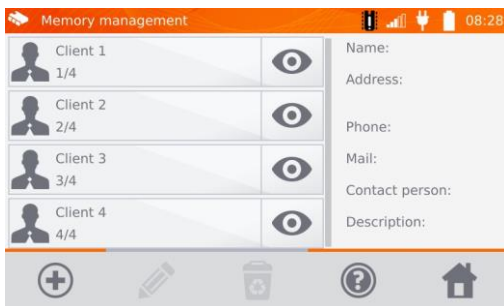 Memory management
08:28
Client 1
1/4
Client 2
2/4
Client 3
3/4
Client 4
4/4
Name:
Address:
Phone:
Mail:
Contact person:
Description: